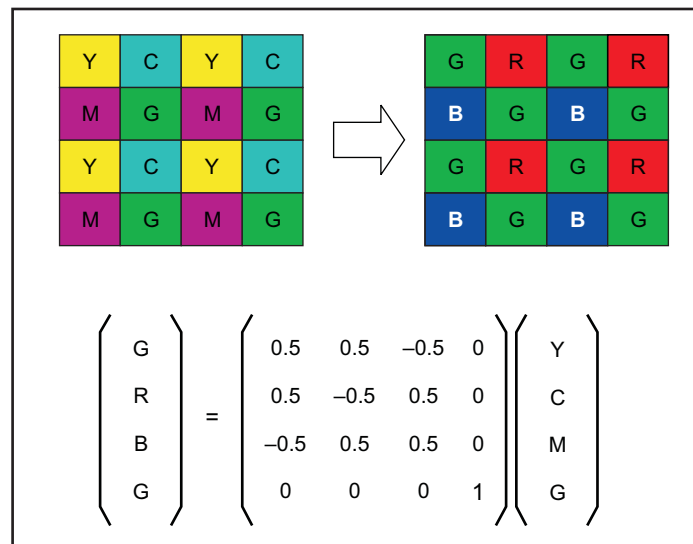 Y C Y C
M G M G
Y C Y C
M G M G
G R G R
B G B G
G R G R
B G B G
G
R
B
G
=
0.5 0.5 –0.5 0
0.5 –0.5 0.5 0
–0.5 0.5 0.5 0
0 0 0 1
Y
C
M
G